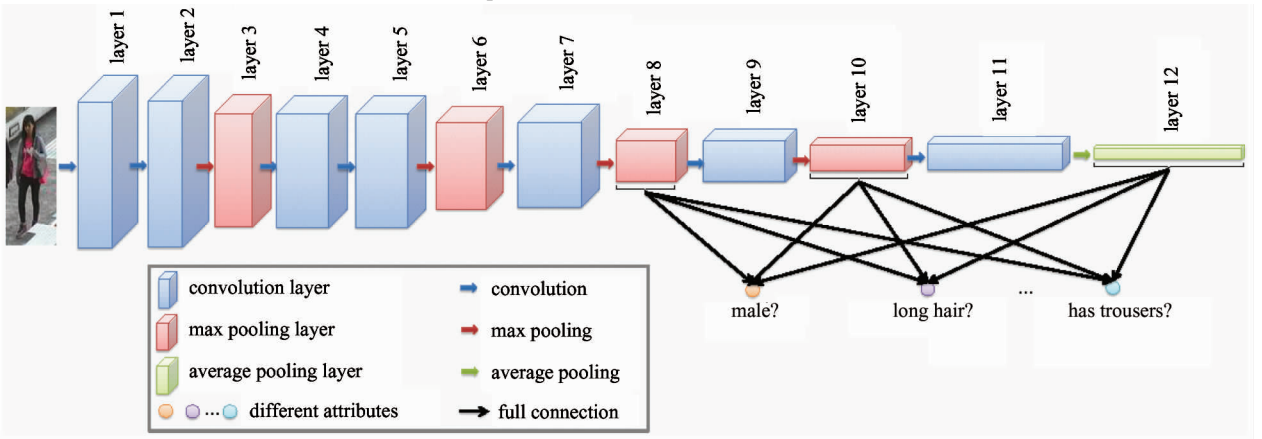 layer 1
layer 2
layer 3
layer 4
layer 5
layer 6
layer 7
layer 8
layer 9
layer 10
layer 11
layer 12
male?
long hair?
...
has trousers?
convolution layer
convolution
max pooling layer
max pooling
average pooling layer
average pooling
... different attributes
full connection